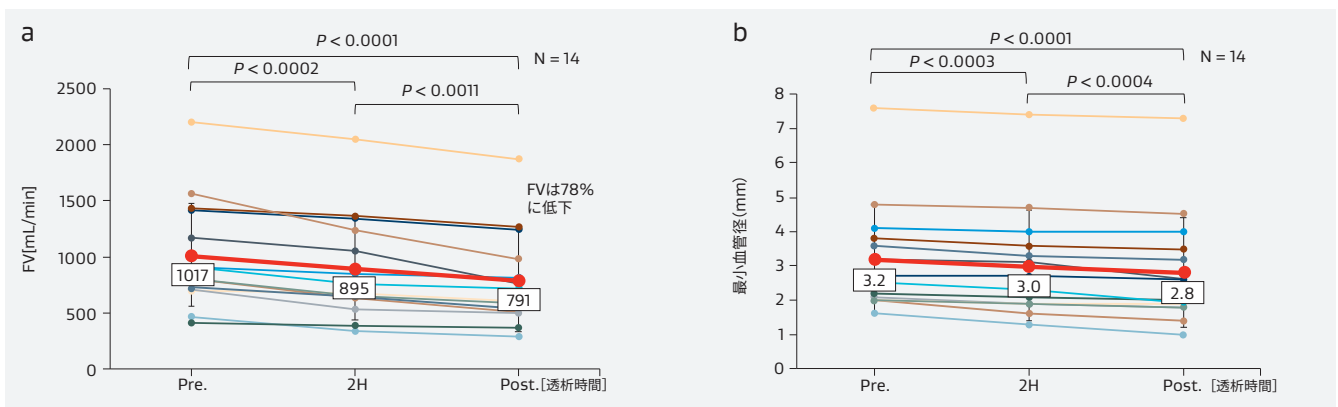 a
P < 0.0001
N = 14
P < 0.0002
P < 0.0011
2500
2000
1500
1000
500
0
FV[mL/min]
FVは78%
に低下
1017
895
791
Pre.
2H
Post.[透析時間]
b
P < 0.0001
N = 14
P < 0.0003
P < 0.0004
8
7
6
5
4
3
2
1
0
最小血管径(mm)
3.2
3.0
2.8
Pre.
2H
Post. [透析時間]